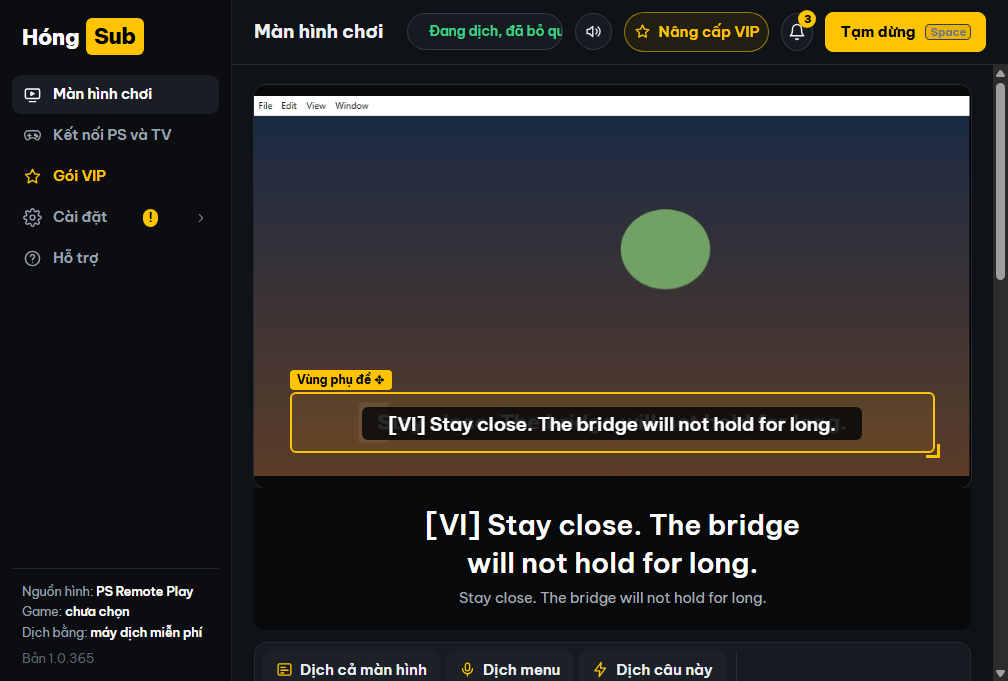 Hóng Sub
Màn hình chơi
Kết nối PS và TV
Gói VIP
Cài đặt !
Hỗ trợ
Nguồn hình: PS Remote Play
Game: chưa chọn
Dịch bằng: máy dịch miễn phí
Bản 1.0.365
Màn hình chơi
Đang dịch, đã bỏ qu
Nâng cấp VIP
3
Tạm dừng Space
File Edit View Window
Vùng phụ đề
[VI] Stay close. The bridge will not hold for long.
[VI] Stay close. The bridge
will not hold for long.
Stay close. The bridge will not hold for long.
Dịch cả màn hình
Dịch menu
Dịch câu này